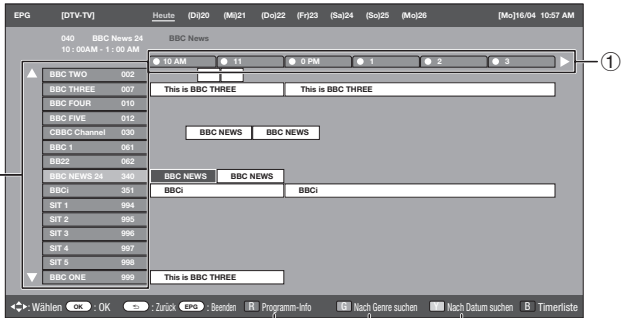 EPG [DTV-TV] Heute (Di)20 (Mi)21 (Do)22 (Fr)23 (Sa)24 (So)25 (Mo)26 [Mo]16/04 10:57 AM
040 BBC News 24 BBC News
10 : 00AM - 1 : 00 AM
10 AM 11 0 PM 1 2 3 1
BBC TWO 002
BBC THREE 007 This is BBC THREE This is BBC THREE
BBC FOUR 010
BBC FIVE 012
CBBC Channel 030 BBC NEWS BBC NEWS
BBC 1 061
BB22 062
BBC NEWS 24 340 BBC NEWS BBC NEWS
BBCi 351 BBCi BBCi
SIT 1 994
SIT 2 995
SIT 3 996
SIT 4 997
SIT 5 998
BBC ONE 999 This is BBC THREE
: Wählen OK : OK : Zurück EPG : Beenden R Programm-Info G Nach Genre suchen Y Nach Datum suchen B Timerliste